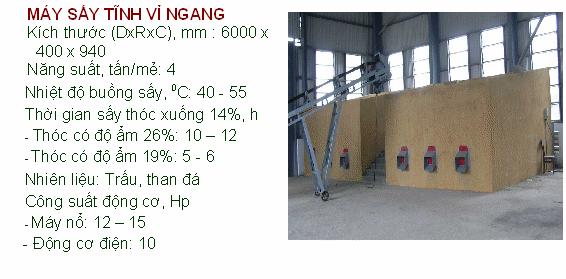 MÁY SẤY TĨNH VỈ NGANG
Kích thước (DxRxC), mm : 6000 x
400 x 940
Năng suất, tấn/mẻ: 4
Nhiệt độ buồng sấy, ⁰C: 40 - 55
Thời gian sấy thóc xuống 14%, h
- Thóc có độ ẩm 26%: 10 – 12
- Thóc có độ ẩm 19%: 5 - 6
Nhiên liệu: Trấu, than đá
Công suất động cơ, Hp
- Máy nổ: 12 – 15
- Động cơ điện: 10